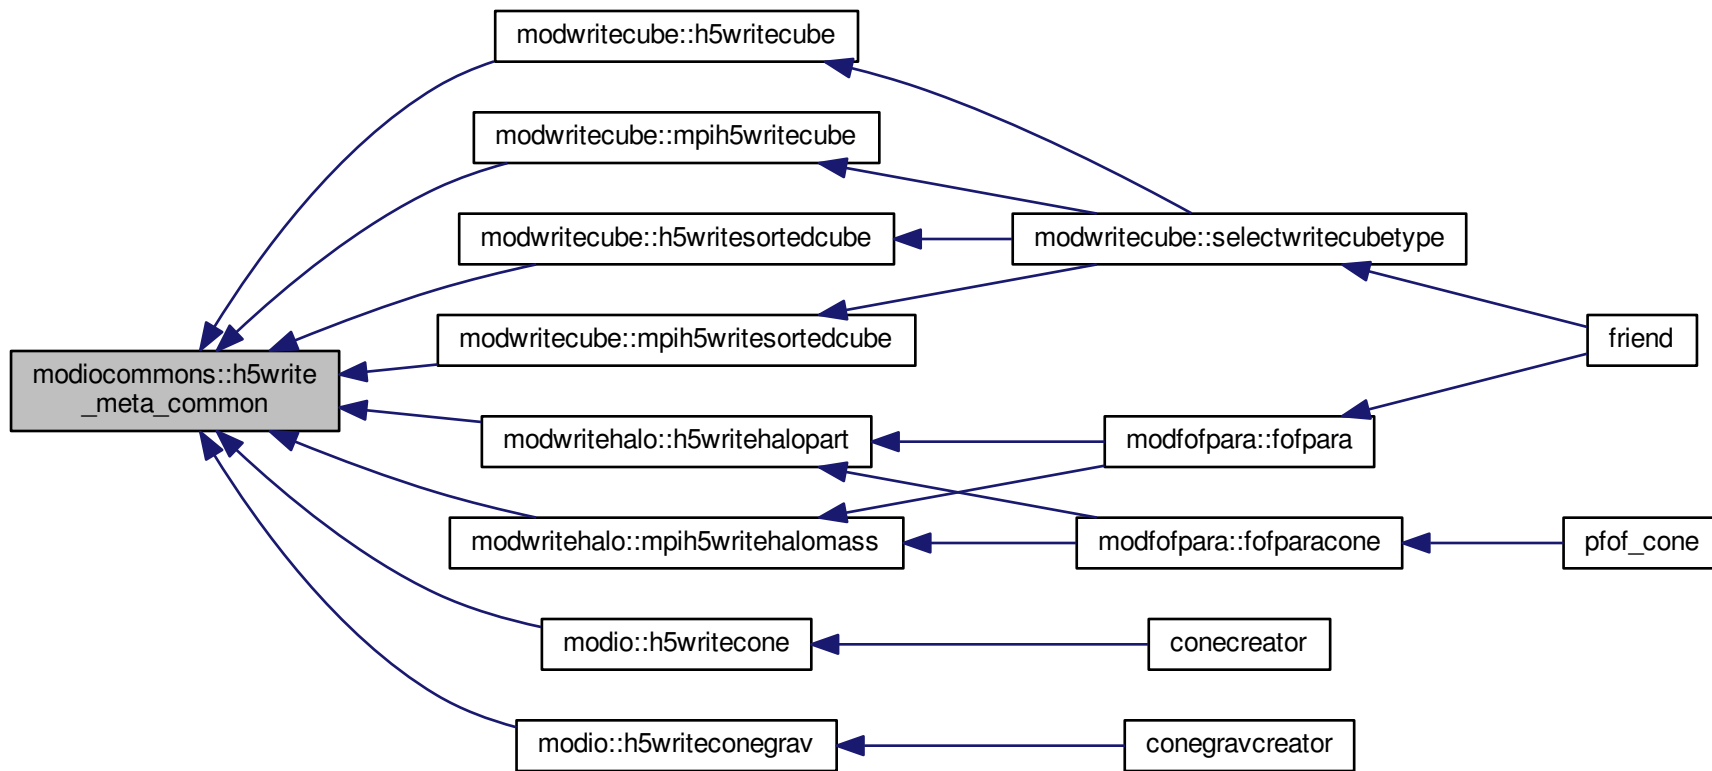 modwritecube::h5writecube
modwritecube::mpih5writecube
modwritecube::h5writesortedcube
modwritecube::selectwritecubetype
modwritecube::mpih5writesortedcube
friend
modiocommons::h5write
_meta_common
modwritehalo::h5writehalopart
modfofpara::fofpara
modwritehalo::mpih5writehalomass
modfofpara::fofparacone
pfof_cone
modio::h5writecone
conecreator
modio::h5writeconegrav
conegravcreator